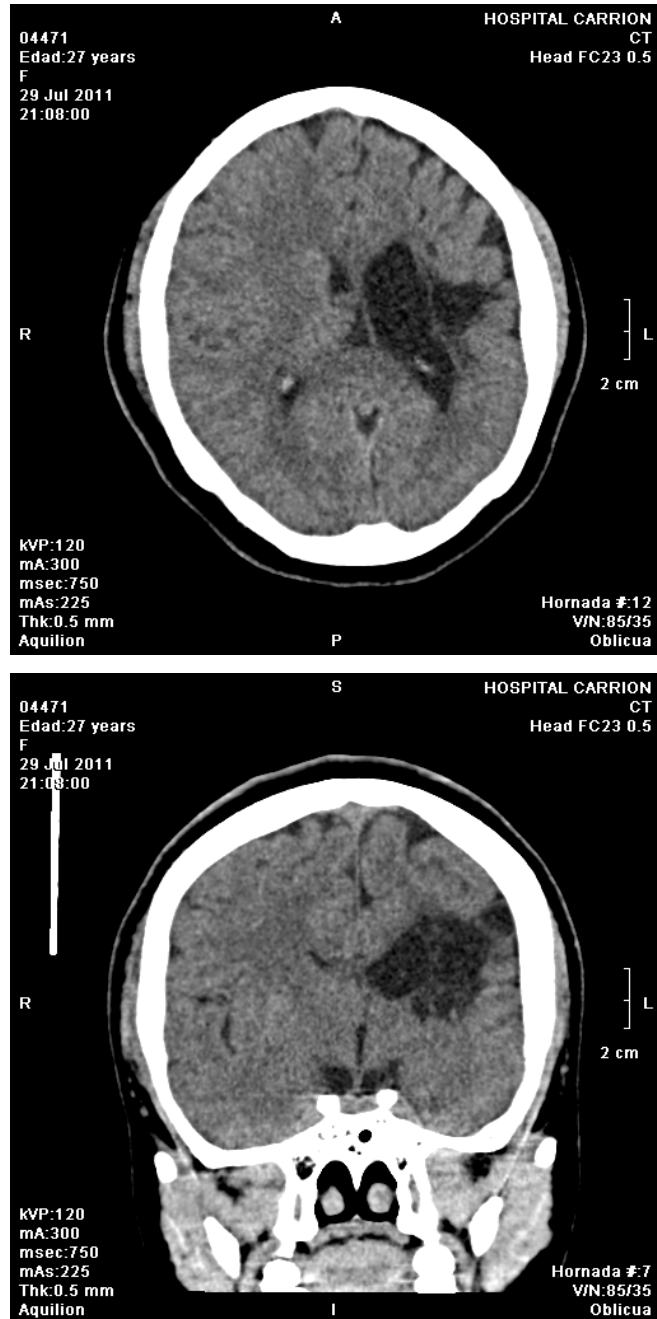 A
HOSPITAL CARRION
04471
CT
Edad:27 years
Head FC23 0.5
F
29 Jul 2011
21:08:00
R
L
2 cm
kVP:120
mA:300
msec:750
mAs:225
Hornada #:12
Thk:0.5 mm
V/N:85/35
Aquilion
P
Oblicua
S
HOSPITAL CARRION
04471
CT
Edad:27 years
Head FC23 0.5
F
29 Jul 2011
21:08:00
R
L
2 cm
kVP:120
mA:300
msec:750
mAs:225
Hornada #:7
Thk:0.5 mm
V/N:85/35
Aquilion
I
Oblicua